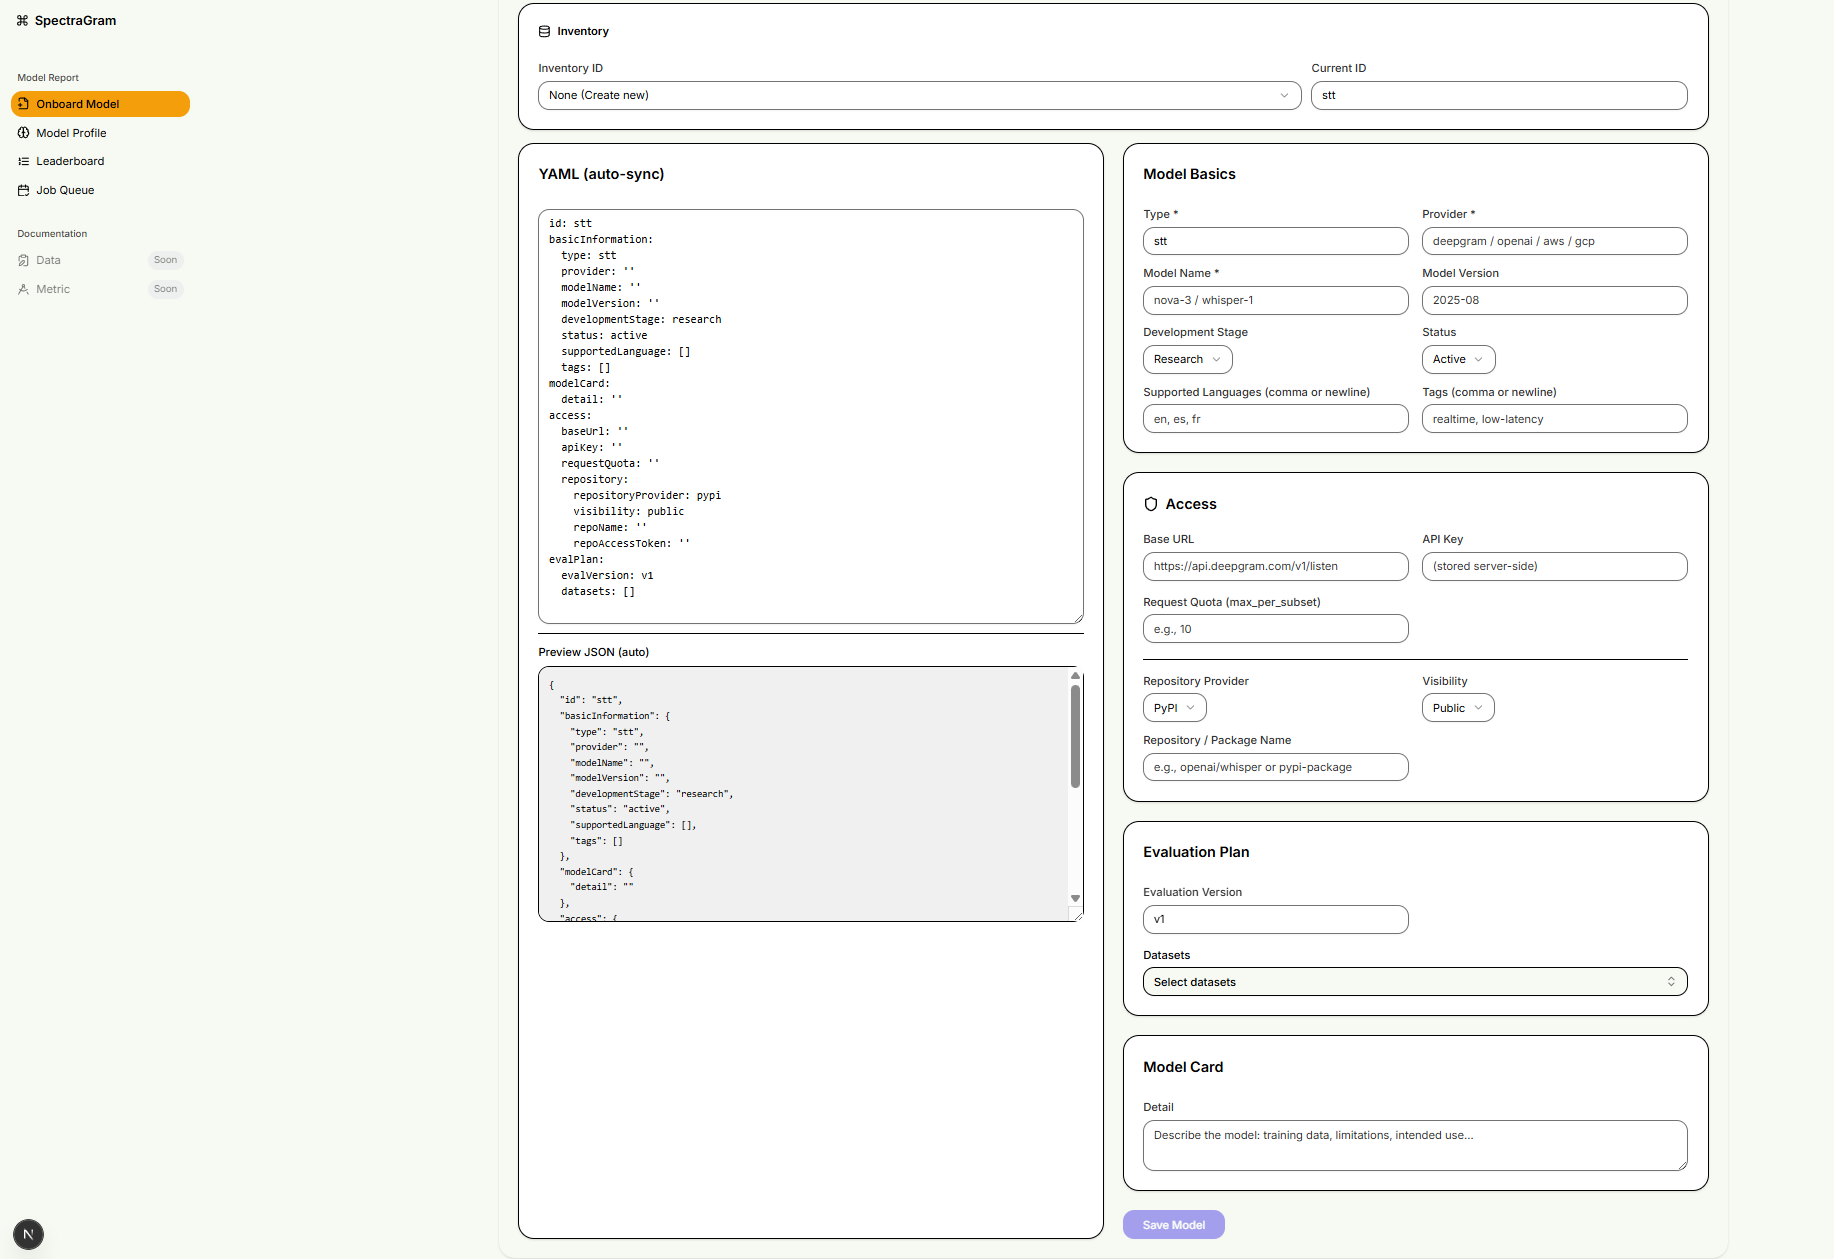 SpectraGram
Model Report
Onboard Model
Model Profile
Leaderboard
Job Queue
Documentation
Data Soon
Metric Soon
N
Inventory
Inventory ID
None (Create new)
Current ID
stt
YAML (auto-sync)
id: stt
basicInformation:
  type: stt
  provider: ''
  modelName: ''
  modelVersion: ''
  developmentStage: research
  status: active
  supportedLanguage: []
  tags: []
modelCard:
  detail: ''
access:
  baseUrl: ''
  apiKey: ''
  requestQuota: ''
  repository:
    repositoryProvider: pypi
    visibility: public
    repoName: ''
    repoAccessToken: ''
evalPlan:
  evalVersion: v1
  datasets: []
Preview JSON (auto)
{
  "id": "stt",
  "basicInformation": {
    "type": "stt",
    "provider": "",
    "modelName": "",
    "modelVersion": "",
    "developmentStage": "research",
    "status": "active",
    "supportedLanguage": [],
    "tags": []
  },
  "modelCard": {
    "detail": ""
  },
  "access": {
Model Basics
Type *
stt
Provider *
deepgram / openai / aws / gcp
Model Name *
nova-3 / whisper-1
Model Version
2025-08
Development Stage
Research
Status
Active
Supported Languages (comma or newline)
en, es, fr
Tags (comma or newline)
realtime, low-latency
Access
Base URL
https://api.deepgram.com/v1/listen
API Key
(stored server-side)
Request Quota (max_per_subset)
e.g., 10
Repository Provider
PyPI
Visibility
Public
Repository / Package Name
e.g., openai/whisper or pypi-package
Evaluation Plan
Evaluation Version
v1
Datasets
Select datasets
Model Card
Detail
Describe the model: training data, limitations, intended use...
Save Model